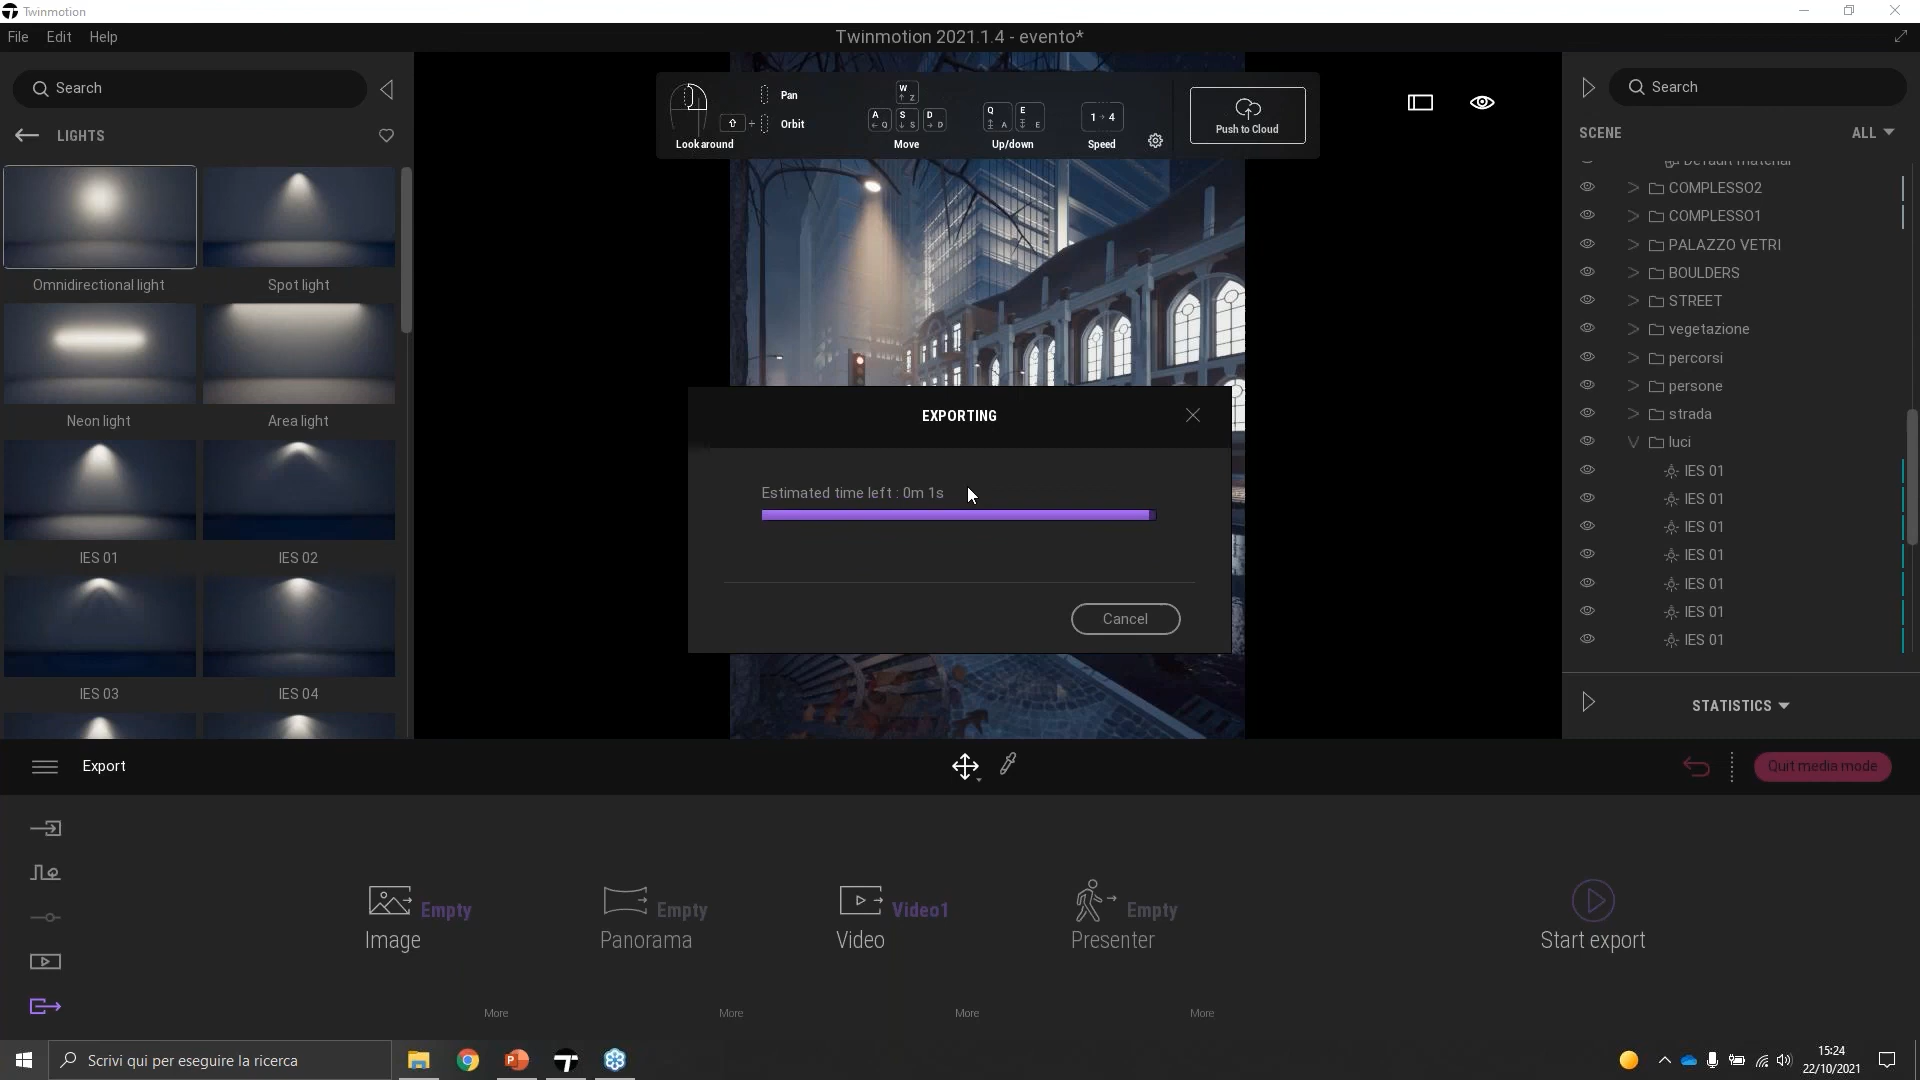 Twinmotion
File Edit Help
Twinmotion 2021.1.4 - evento*
Search
LIGHTS
Omnidirectional light
Spot light
Neon light
Area light
IES 01
IES 02
IES 03
IES 04
Look around
Pan
Orbit
W
↑ Z
A
← Q
S
↓ S
D
→ D
Move
Q
A
E
E
Up/down
1 → 4
Speed
Push to Cloud
EXPORTING
Estimated time left : 0m 1s
Cancel
Search
SCENE
ALL
Default material
COMPLESSO2
COMPLESSO1
PALAZZO VETRI
BOULDERS
STREET
vegetazione
percorsi
persone
strada
luci
IES 01
IES 01
IES 01
IES 01
IES 01
IES 01
IES 01
STATISTICS
Export
Quit media mode
Empty
Image
More
Empty
Panorama
More
Video1
Video
More
Empty
Presenter
More
Start export
Scrivi qui per eseguire la ricerca
15:24
22/10/2021